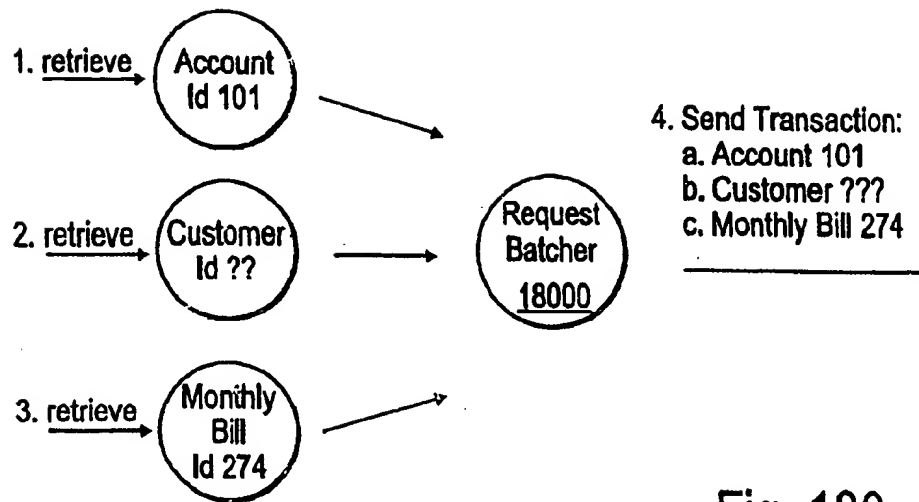 1. retrieve
Account
Id 101
2. retrieve
Customer
Id ??
3. retrieve
Monthly
Bill
Id 274
Request
Batcher
18000
4. Send Transaction:
a. Account 101
b. Customer ???
c. Monthly Bill 274